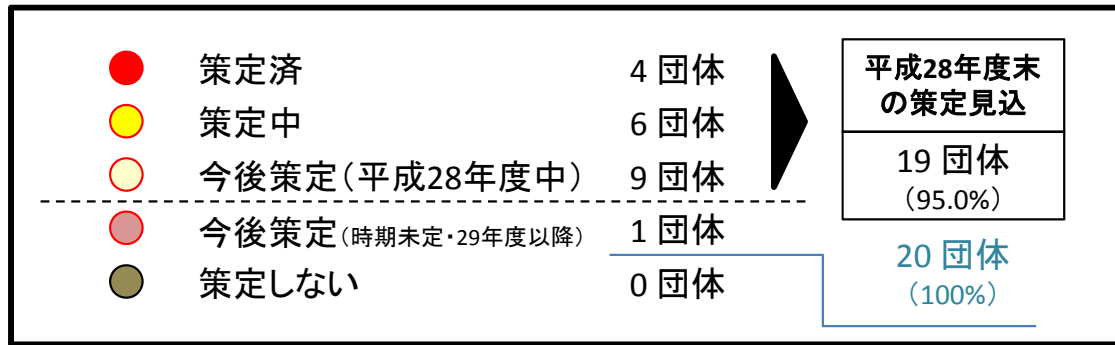 策定済 4 団体
策定中 6 団体
今後策定（平成28年度中） 9 団体
今後策定（時期未定・29年度以降） 1 団体
策定しない 0 団体
平成28年度末
の策定見込
19 団体
（95.0%）
20 団体
（100%）